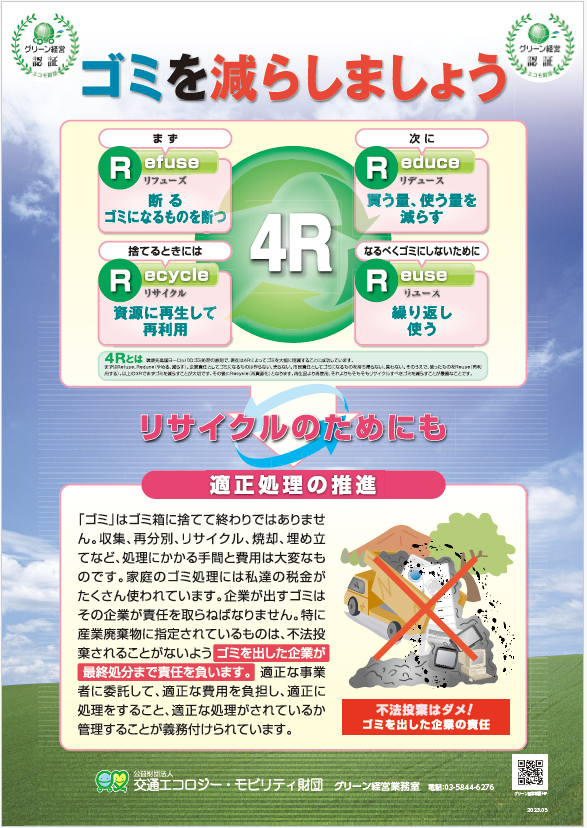 グリーン経営
認証
エコモ財団
グリーン経営
認証
エコモ財団
ゴミを減らしましょう
まず
Refuse
リフューズ
断る
ゴミになるものを断つ
次に
Reduce
リデュース
買う量、使う量を
減らす
4R
捨てるときには
Recycle
リサイクル
資源に再生して
再利用
なるべくゴミにしないために
Reuse
リユース
繰り返し
使う
4Rとは
リサイクルのためにも
適正処理の推進
「ゴミ」はゴミ箱に捨てて終わりではありませ
ん。収集、再分別、リサイクル、焼却、埋め立
てなど、処理にかかる手間と費用は大変なも
のです。家庭のゴミ処理には私達の税金が
たくさん使われています。企業が出すゴミは
その企業が責任を取らねばなりません。特に
産業廃棄物に指定されているものは、不法投
棄されることがないようゴミを出した企業が
最終処分まで責任を負います。適正な事業
者に委託して、適正な費用を負担し、適正に
処理をすること、適正な処理がされているか
管理することが義務付けられています。
不法投棄はダメ!
ゴミを出した企業の責任
公益財団法人
交通エコロジー・モビリティ財団 グリーン経営業務室 電話:03-5844-6276
2023.03